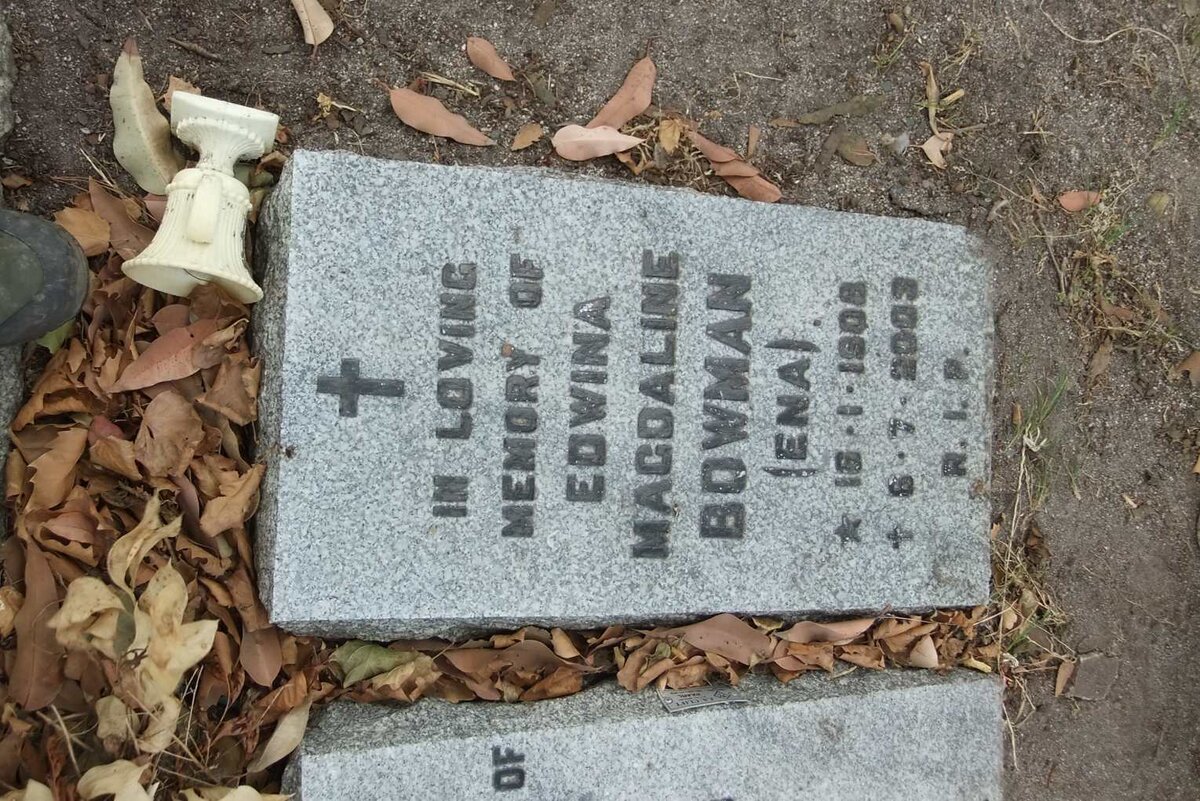 IN LOVING
MEMORY OF
EDWINA
MAGDALINE
BOWMAN
(ENA)
16·1·1908
6·7·2003
R.I.P.
OF